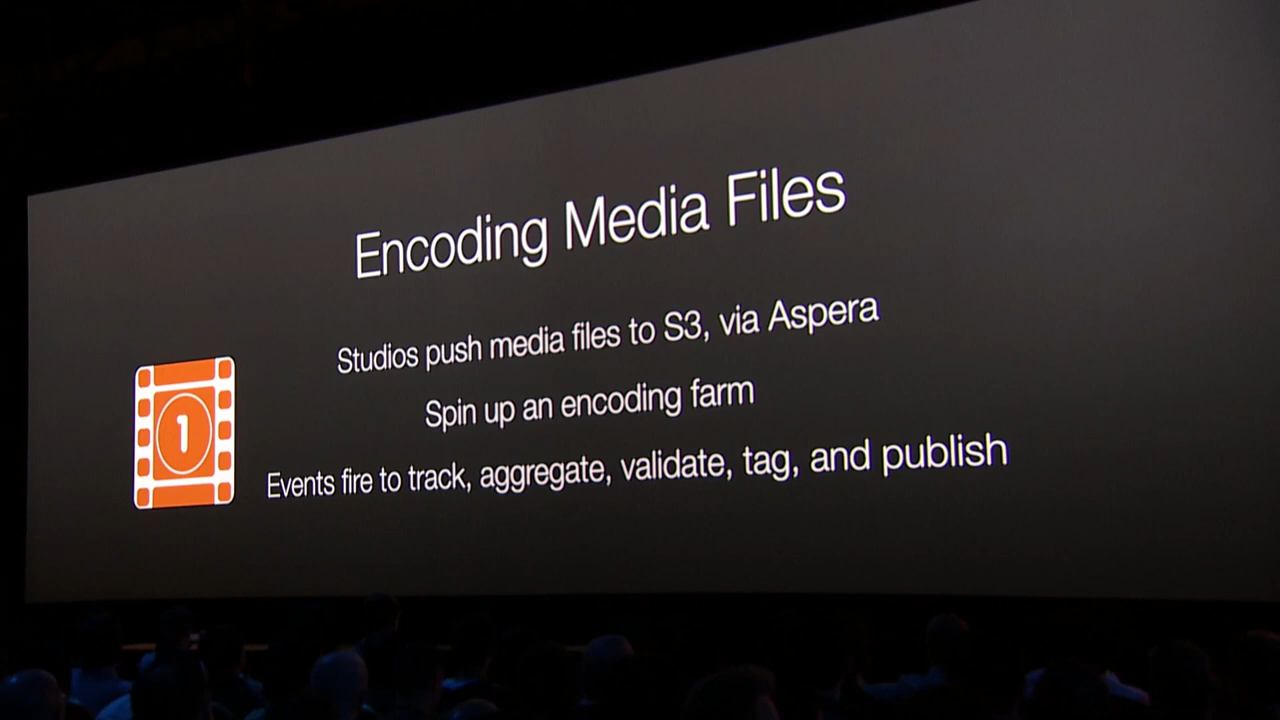 Encoding Media Files
Studios push media files to S3, via Aspera
Spin up an encoding farm
1
Events fire to track, aggregate, validate, tag, and publish